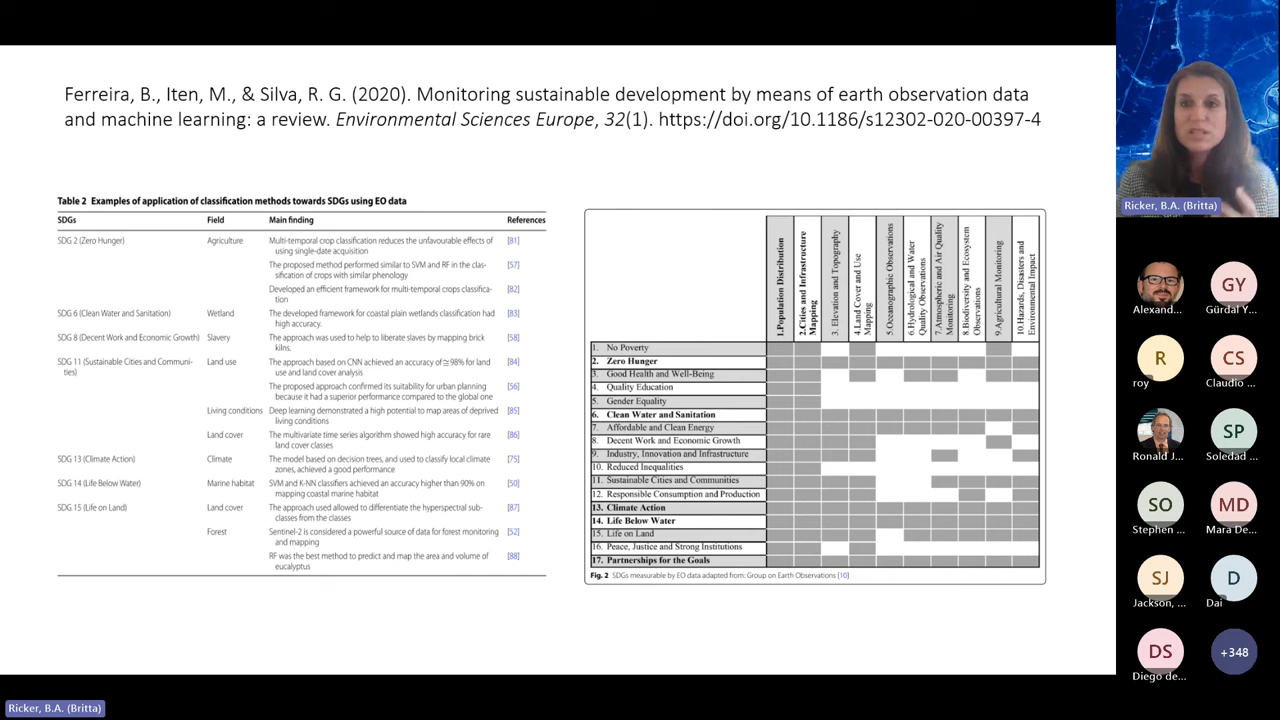 Ferreira, B., Iten, M., & Silva, R. G. (2020). Monitoring sustainable development by means of earth observation data
and machine learning: a review. Environmental Sciences Europe, 32(1). https://doi.org/10.1186/s12302-020-00397-4
Table 2 Examples of application of classification methods towards SDGs using EO data
SDGs Field Main finding References
SDG 2 (Zero Hunger) Agriculture Multi-temporal crop classification reduces the unfavourable effects of [81]
using single-date acquisition
The proposed method performed similar to SVM and RF in the clas- [57]
sification of crops with similar phenology
Developed an efficient framework for multi-temporal crops classifica- [82]
tion
SDG 6 (Clean Water and Sanitation) Wetland The developed framework for coastal plain wetlands classification had [83]
high accuracy.
SDG 8 (Decent Work and Economic Growth) Slavery The approach was used to help to liberate slaves by mapping brick [58]
kilns.
SDG 11 (Sustainable Cities and Communi- Land use The approach based on CNN achieved an accuracy of ≅98% for land [84]
ties) use and land cover analysis
The proposed approach confirmed its suitability for urban planning [56]
because it had a superior performance compared to the global one
Living conditions Deep learning demonstrated a high potential to map areas of deprived [85]
living conditions
Land cover The multivariate time series algorithm showed high accuracy for rare [86]
land cover classes
SDG 13 (Climate Action) Climate The model based on decision trees, and used to classify local climate [75]
zones, achieved a good performance
SDG 14 (Life Below Water) Marine habitat SVM and K-NN classifiers achieved an accuracy higher than 90% on [50]
mapping coastal marine habitat
SDG 15 (Life on Land) Land cover The approach used allowed to differentiate the hyperspectral sub- [87]
classes from the classes
Forest Sentinel-2 is considered a powerful source of data for forest monitoring [52]
and mapping
RF was the best method to predict and map the area and volume of [88]
eucalyptus
1.Population Distribution
2.Cities and Infrastructure
Mapping
3. Elevation and Topography
4.Land Cover and Use
Mapping
5.Oceanographic Observations
6.Hydrological and Water
Quality Observations
7.Atmospheric and Air Quality
Monitoring
8.Biodiversity and Ecosystem
Observations
9.Agricultural Monitoring
10.Hazards, Disasters and
Environmental Impact
1. No Poverty
2. Zero Hunger
3. Good Health and Well-Being
4. Quality Education
5. Gender Equality
6. Clean Water and Sanitation
7. Affordable and Clean Energy
8. Decent Work and Economic Growth
9. Industry, Innovation and Infrastructure
10. Reduced Inequalities
11. Sustainable Cities and Communities
12. Responsible Consumption and Production
13. Climate Action
14. Life Below Water
15. Life on Land
16. Peace, Justice and Strong Institutions
17. Partnerships for the Goals
Fig. 2 SDGs measurable by EO data adapted from: Group on Earth Observations [10]
Ricker, B.A. (Britta)
GY
Alexand... Gürdal Y...
R CS
roy Claudio ...
SP
Ronald J... Soledad ...
SO MD
Stephen ... Mara De...
SJ D
Jackson, ... Dai
DS +348
Diego de...
Ricker, B.A. (Britta)